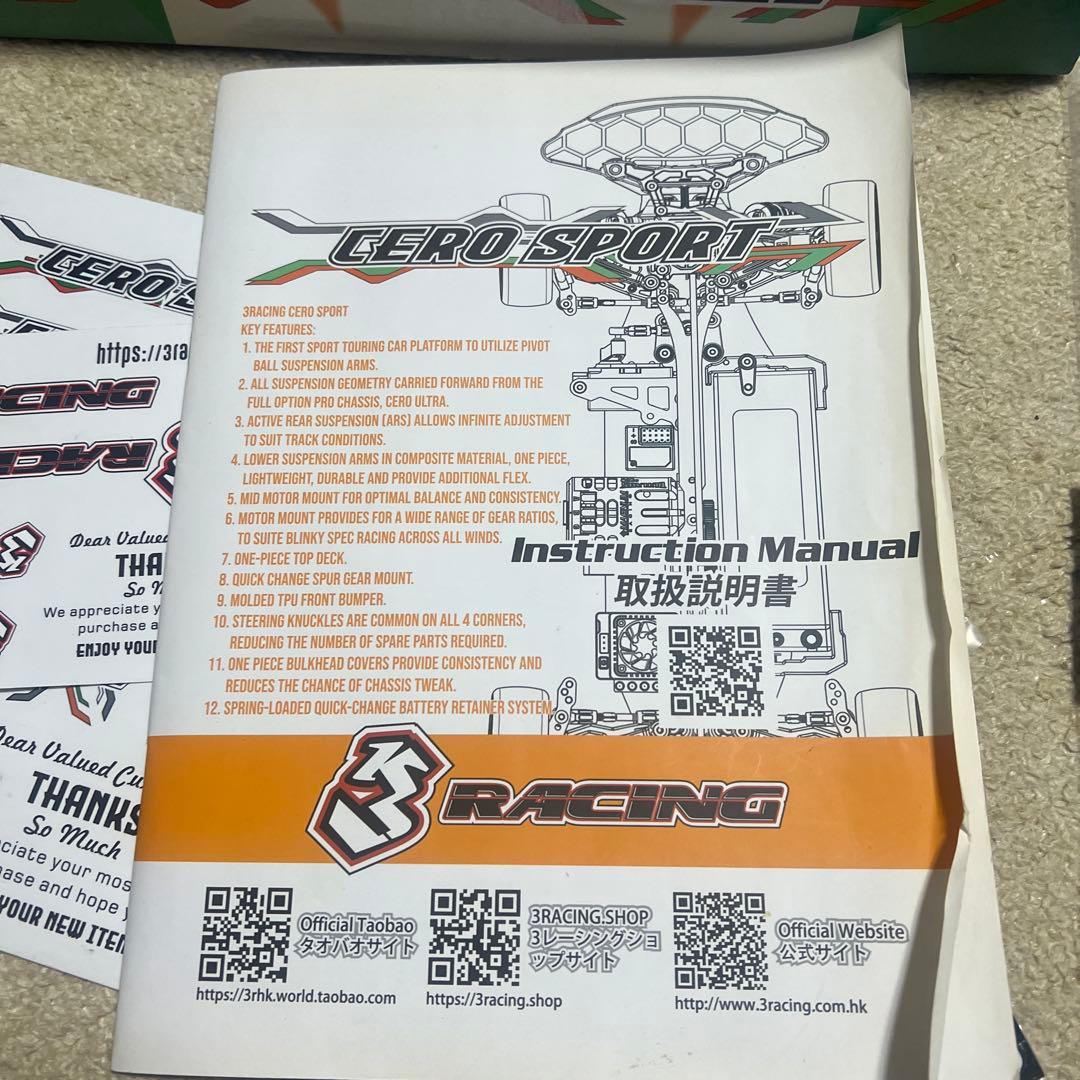 CERO SPORT
3RACING CERO SPORT
KEY FEATURES:
1. THE FIRST SPORT TOURING CAR PLATFORM TO UTILIZE PIVOT
BALL SUSPENSION ARMS.
2. ALL SUSPENSION GEOMETRY CARRIED FORWARD FROM THE
FULL OPTION PRO CHASSIS, CERO ULTRA.
3. ACTIVE REAR SUSPENSION (ARS) ALLOWS INFINITE ADJUSTMENT
TO SUIT TRACK CONDITIONS.
4. LOWER SUSPENSION ARMS IN COMPOSITE MATERIAL, ONE PIECE,
LIGHTWEIGHT, DURABLE AND PROVIDE ADDITIONAL FLEX.
5. MID MOTOR MOUNT FOR OPTIMAL BALANCE AND CONSISTENCY.
6. MOTOR MOUNT PROVIDES FOR A WIDE RANGE OF GEAR RATIOS,
TO SUITE BLINKY SPEC RACING ACROSS ALL WINDS.
7. ONE-PIECE TOP DECK.
8. QUICK CHANGE SPUR GEAR MOUNT.
9. MOLDED TPU FRONT BUMPER.
10. STEERING KNUCKLES ARE COMMON ON ALL 4 CORNERS,
REDUCING THE NUMBER OF SPARE PARTS REQUIRED.
11. ONE PIECE BULKHEAD COVERS PROVIDE CONSISTENCY AND
REDUCES THE CHANCE OF CHASSIS TWEAK.
12. SPRING-LOADED QUICK-CHANGE BATTERY RETAINER SYSTEM.
Instruction Manual
取扱説明書
3 RACING
Official Taobao
タオバオサイト
https://3rhk.world.taobao.com
3RACING.SHOP
3レーシングショ
ップサイト
https://3racing.shop
Official Website
公式サイト
http://www.3racing.com.hk
CERO S
https://3ra
CING
RACI
Dear Valued
THA
So M
We appreciate y
purchase a
ENJOY YOU
Dear Valued Cu
THANKS
So Much
ciate your mos
ase and hope
YOUR NEW ITEM